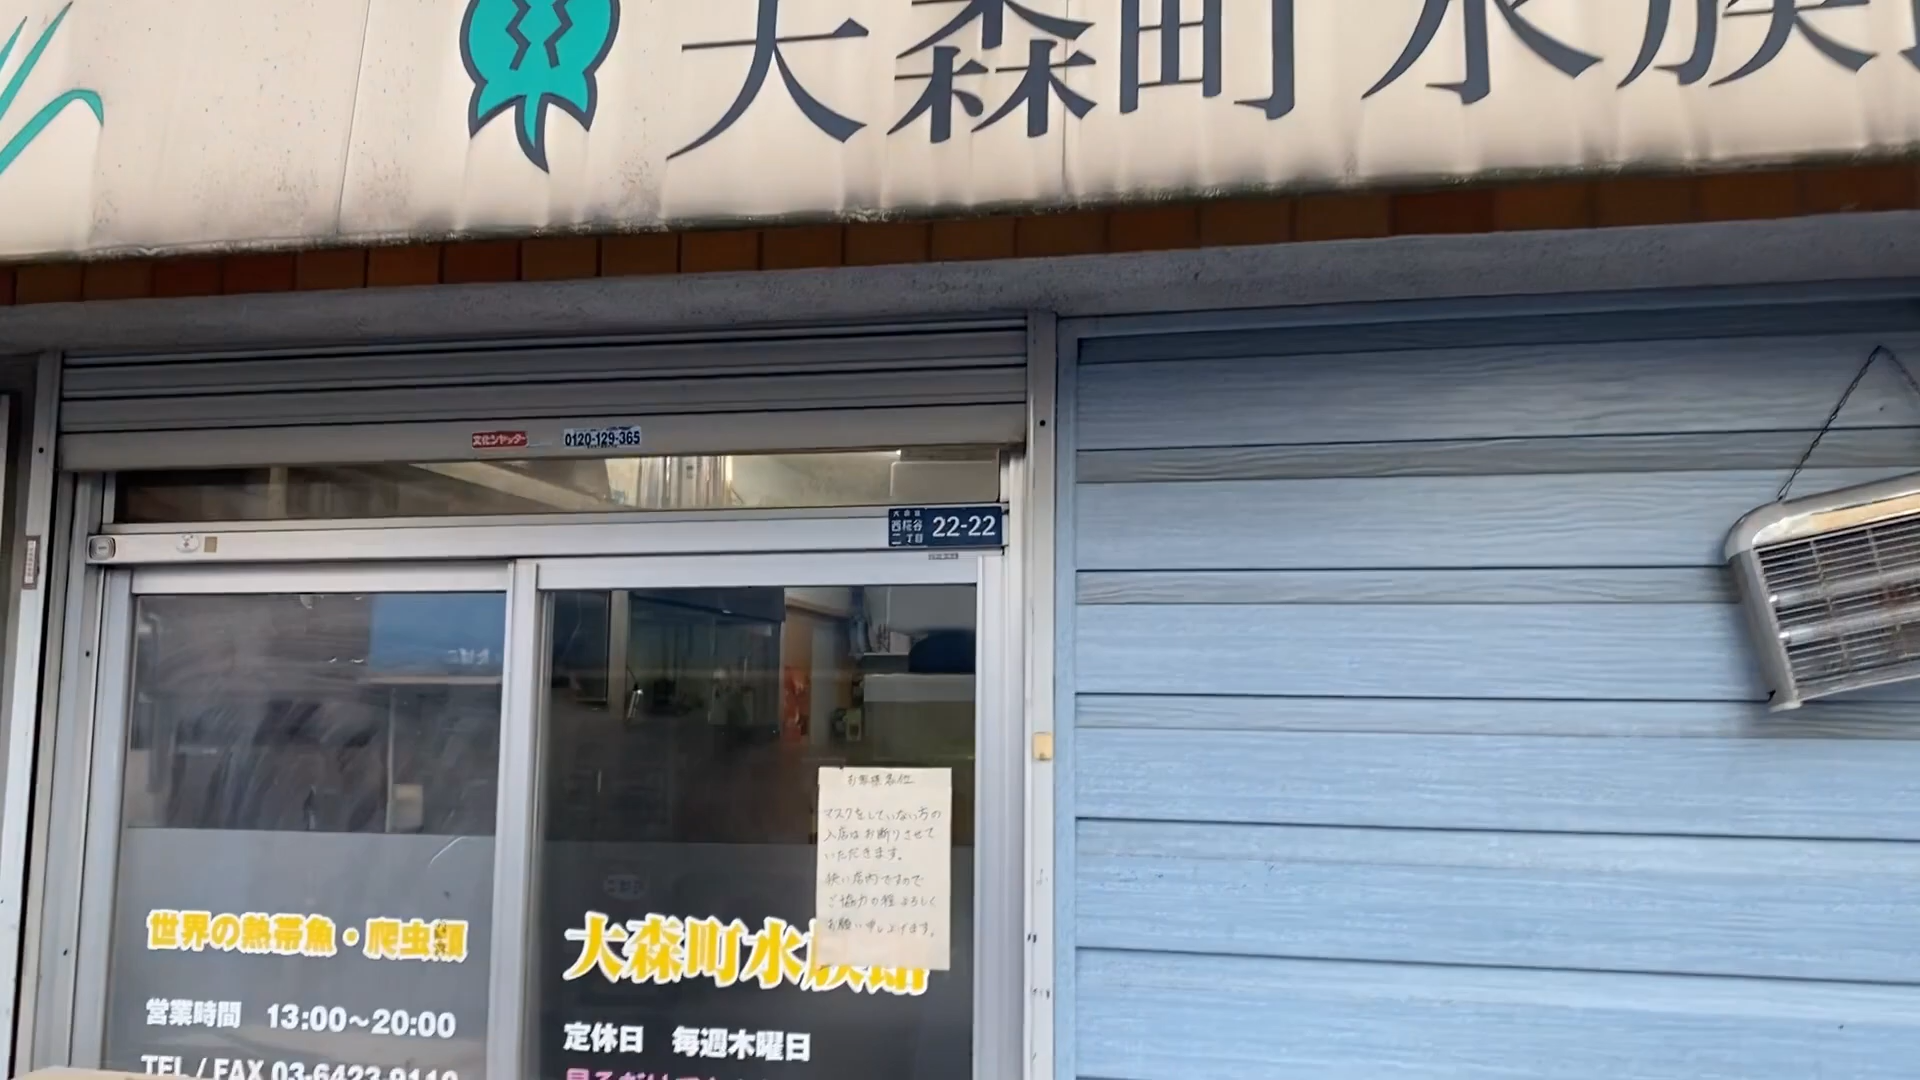 大森町水族
文化シヤッター 0120-129-365
大田区
西糀谷
二丁目
22-22
お客様各位
マスクをしていない方の
入店はお断りさせて
いただきます。
狭い店内ですので
ご協力の程よろしく
お願い申し上げます。
世界の熱帯魚・爬虫類
営業時間 13:00〜20:00
TEL / FAX 03-6423-9110
大森町水族館
定休日 毎週木曜日